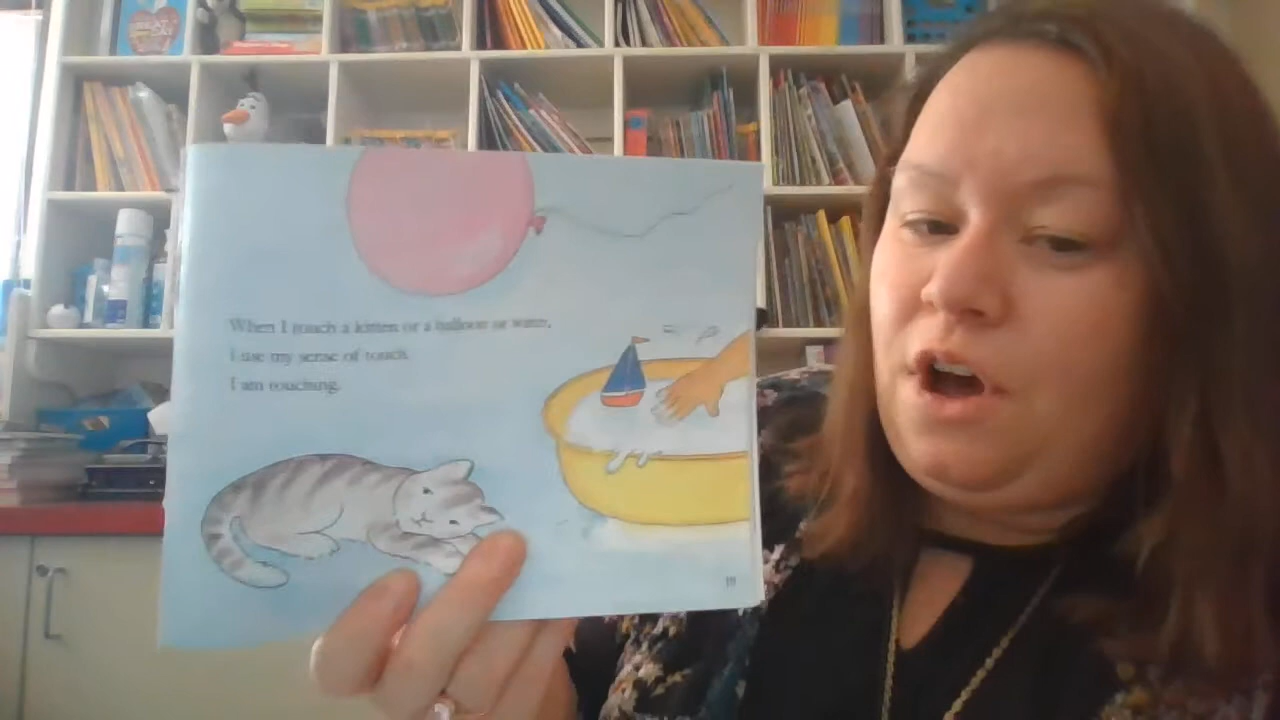 When I touch a kitten or a balloon or water,
I use my sense of touch.
I am touching.